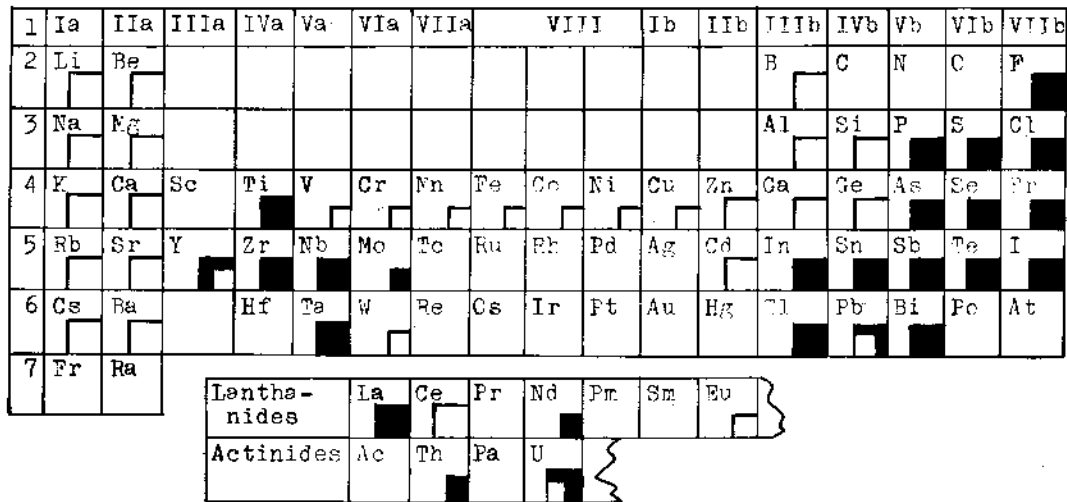 1 Ia IIa IIIa IVa Va VIa VIIa VIII Ib IIb IIIb IVb Vb VIb VIIb
2 Li Be B C N O F
3 Na Mg Al Si P S Cl
4 K Ca Sc Ti V Cr Mn Fe Co Ni Cu Zn Ga Ge As Se Br
5 Rb Sr Y Zr Nb Mo Tc Ru Rh Pd Ag Cd In Sn Sb Te I
6 Cs Ba Hf Ta W Re Os Ir Pt Au Hg Tl Pb Bi Po At
7 Fr Ra
Lantha- La Ce Pr Nd Pm Sm Eu
nides
Actinides Ac Th Pa U